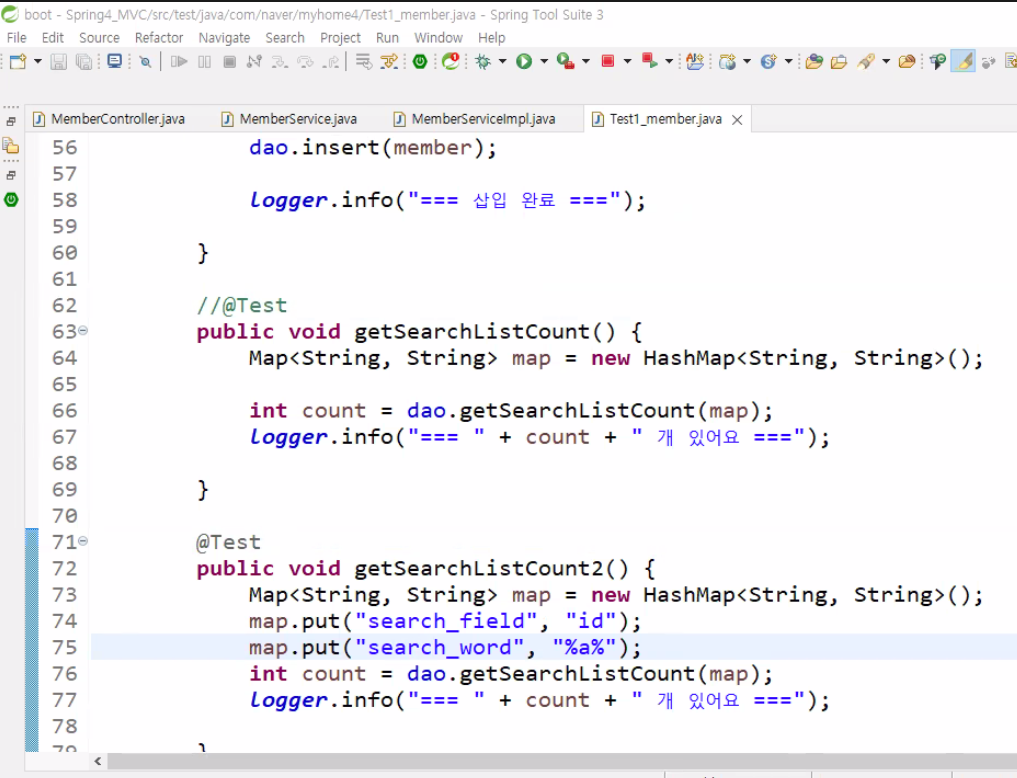 boot - Spring4_MVC/src/test/java/com/naver/myhome4/Test1_member.java - Spring Tool Suite 3
File Edit Source Refactor Navigate Search Project Run Window Help
MemberController.java MemberService.java MemberServiceImpl.java Test1_member.java
56 dao.insert(member);
57
58 logger.info("=== 삽입 완료 ===");
59
60 }
61
62 //@Test
63 public void getSearchListCount() {
64 Map<String, String> map = new HashMap<String, String>();
65
66 int count = dao.getSearchListCount(map);
67 logger.info("=== " + count + " 개 있어요 ===");
68
69 }
70
71 @Test
72 public void getSearchListCount2() {
73 Map<String, String> map = new HashMap<String, String>();
74 map.put("search_field", "id");
75 map.put("search_word", "%a%");
76 int count = dao.getSearchListCount(map);
77 logger.info("=== " + count + " 개 있어요 ===");
78
79 }